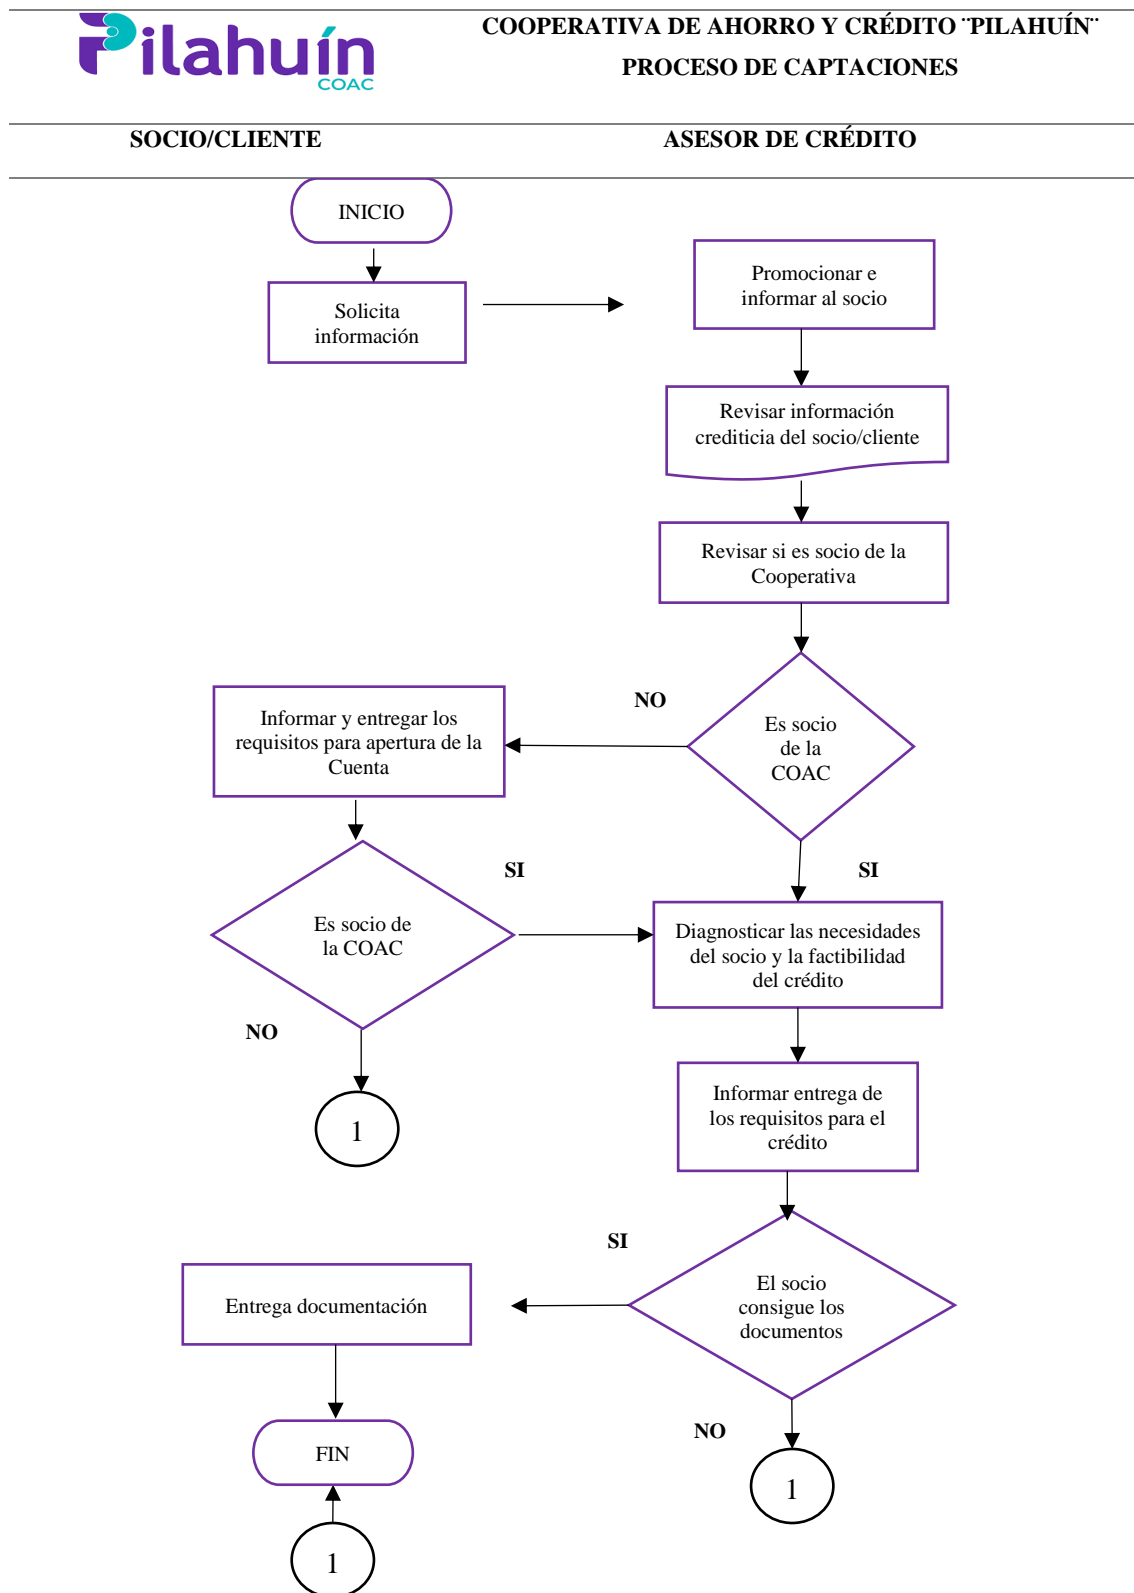 Pilahuín
COAC
COOPERATIVA DE AHORRO Y CRÉDITO ¨PILAHUÍN¨
PROCESO DE CAPTACIONES
SOCIO/CLIENTE
ASESOR DE CRÉDITO
INICIO
Solicita
información
Promocionar e
informar al socio
Revisar información
crediticia del socio/cliente
Revisar si es socio de la
Cooperativa
Es socio
de la
COAC
NO
Informar y entregar los
requisitos para apertura de la
Cuenta
SI
SI
Es socio de
la COAC
Diagnosticar las necesidades
del socio y la factibilidad
del crédito
NO
1
Informar entrega de
los requisitos para el
crédito
SI
El socio
consigue los
documentos
Entrega documentación
NO
1
FIN
1